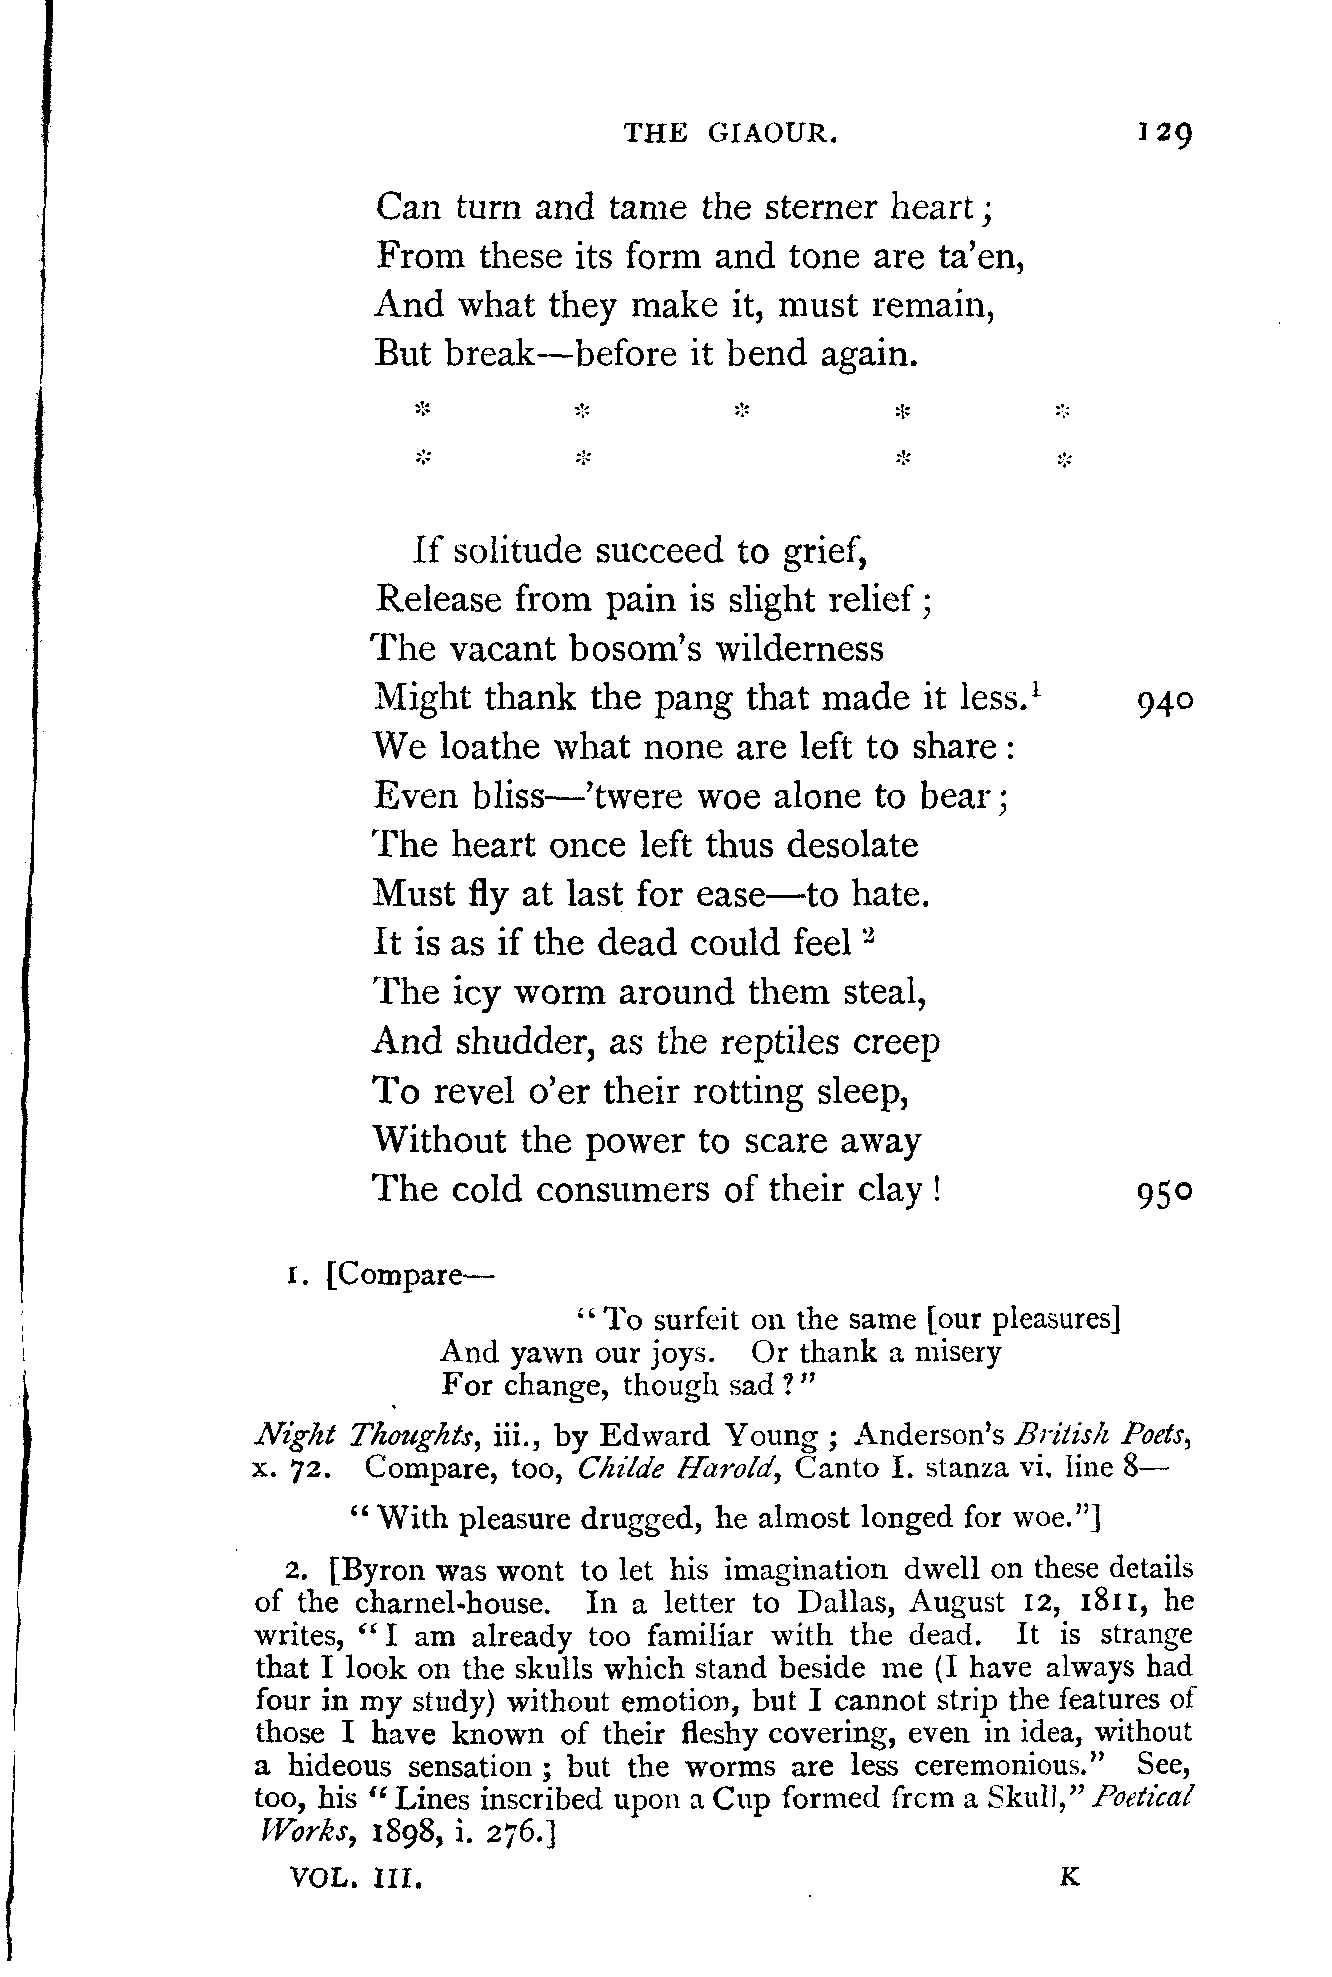 THE GIAOUR. 129
Can turn and tame the sterner heart;
From these its form and tone are ta'en,
And what they make it, must remain,
But break—before it bend again.
* * * * *
* * * *
If solitude succeed to grief,
Release from pain is slight relief;
The vacant bosom's wilderness
Might thank the pang that made it less.¹ 940
We loathe what none are left to share:
Even bliss—'twere woe alone to bear;
The heart once left thus desolate
Must fly at last for ease—to hate.
It is as if the dead could feel ²
The icy worm around them steal,
And shudder, as the reptiles creep
To revel o'er their rotting sleep,
Without the power to scare away
The cold consumers of their clay! 950
1. [Compare—
"To surfeit on the same [our pleasures]
And yawn our joys. Or thank a misery
For change, though sad?"
Night Thoughts, iii., by Edward Young; Anderson's British Poets,
x. 72. Compare, too, Childe Harold, Canto I. stanza vi. line 8—
"With pleasure drugged, he almost longed for woe."]
2. [Byron was wont to let his imagination dwell on these details
of the charnel-house. In a letter to Dallas, August 12, 1811, he
writes, "I am already too familiar with the dead. It is strange
that I look on the skulls which stand beside me (I have always had
four in my study) without emotion, but I cannot strip the features of
those I have known of their fleshy covering, even in idea, without
a hideous sensation; but the worms are less ceremonious." See,
too, his "Lines inscribed upon a Cup formed from a Skull," Poetical
Works, 1898, i. 276.]
VOL. III. K